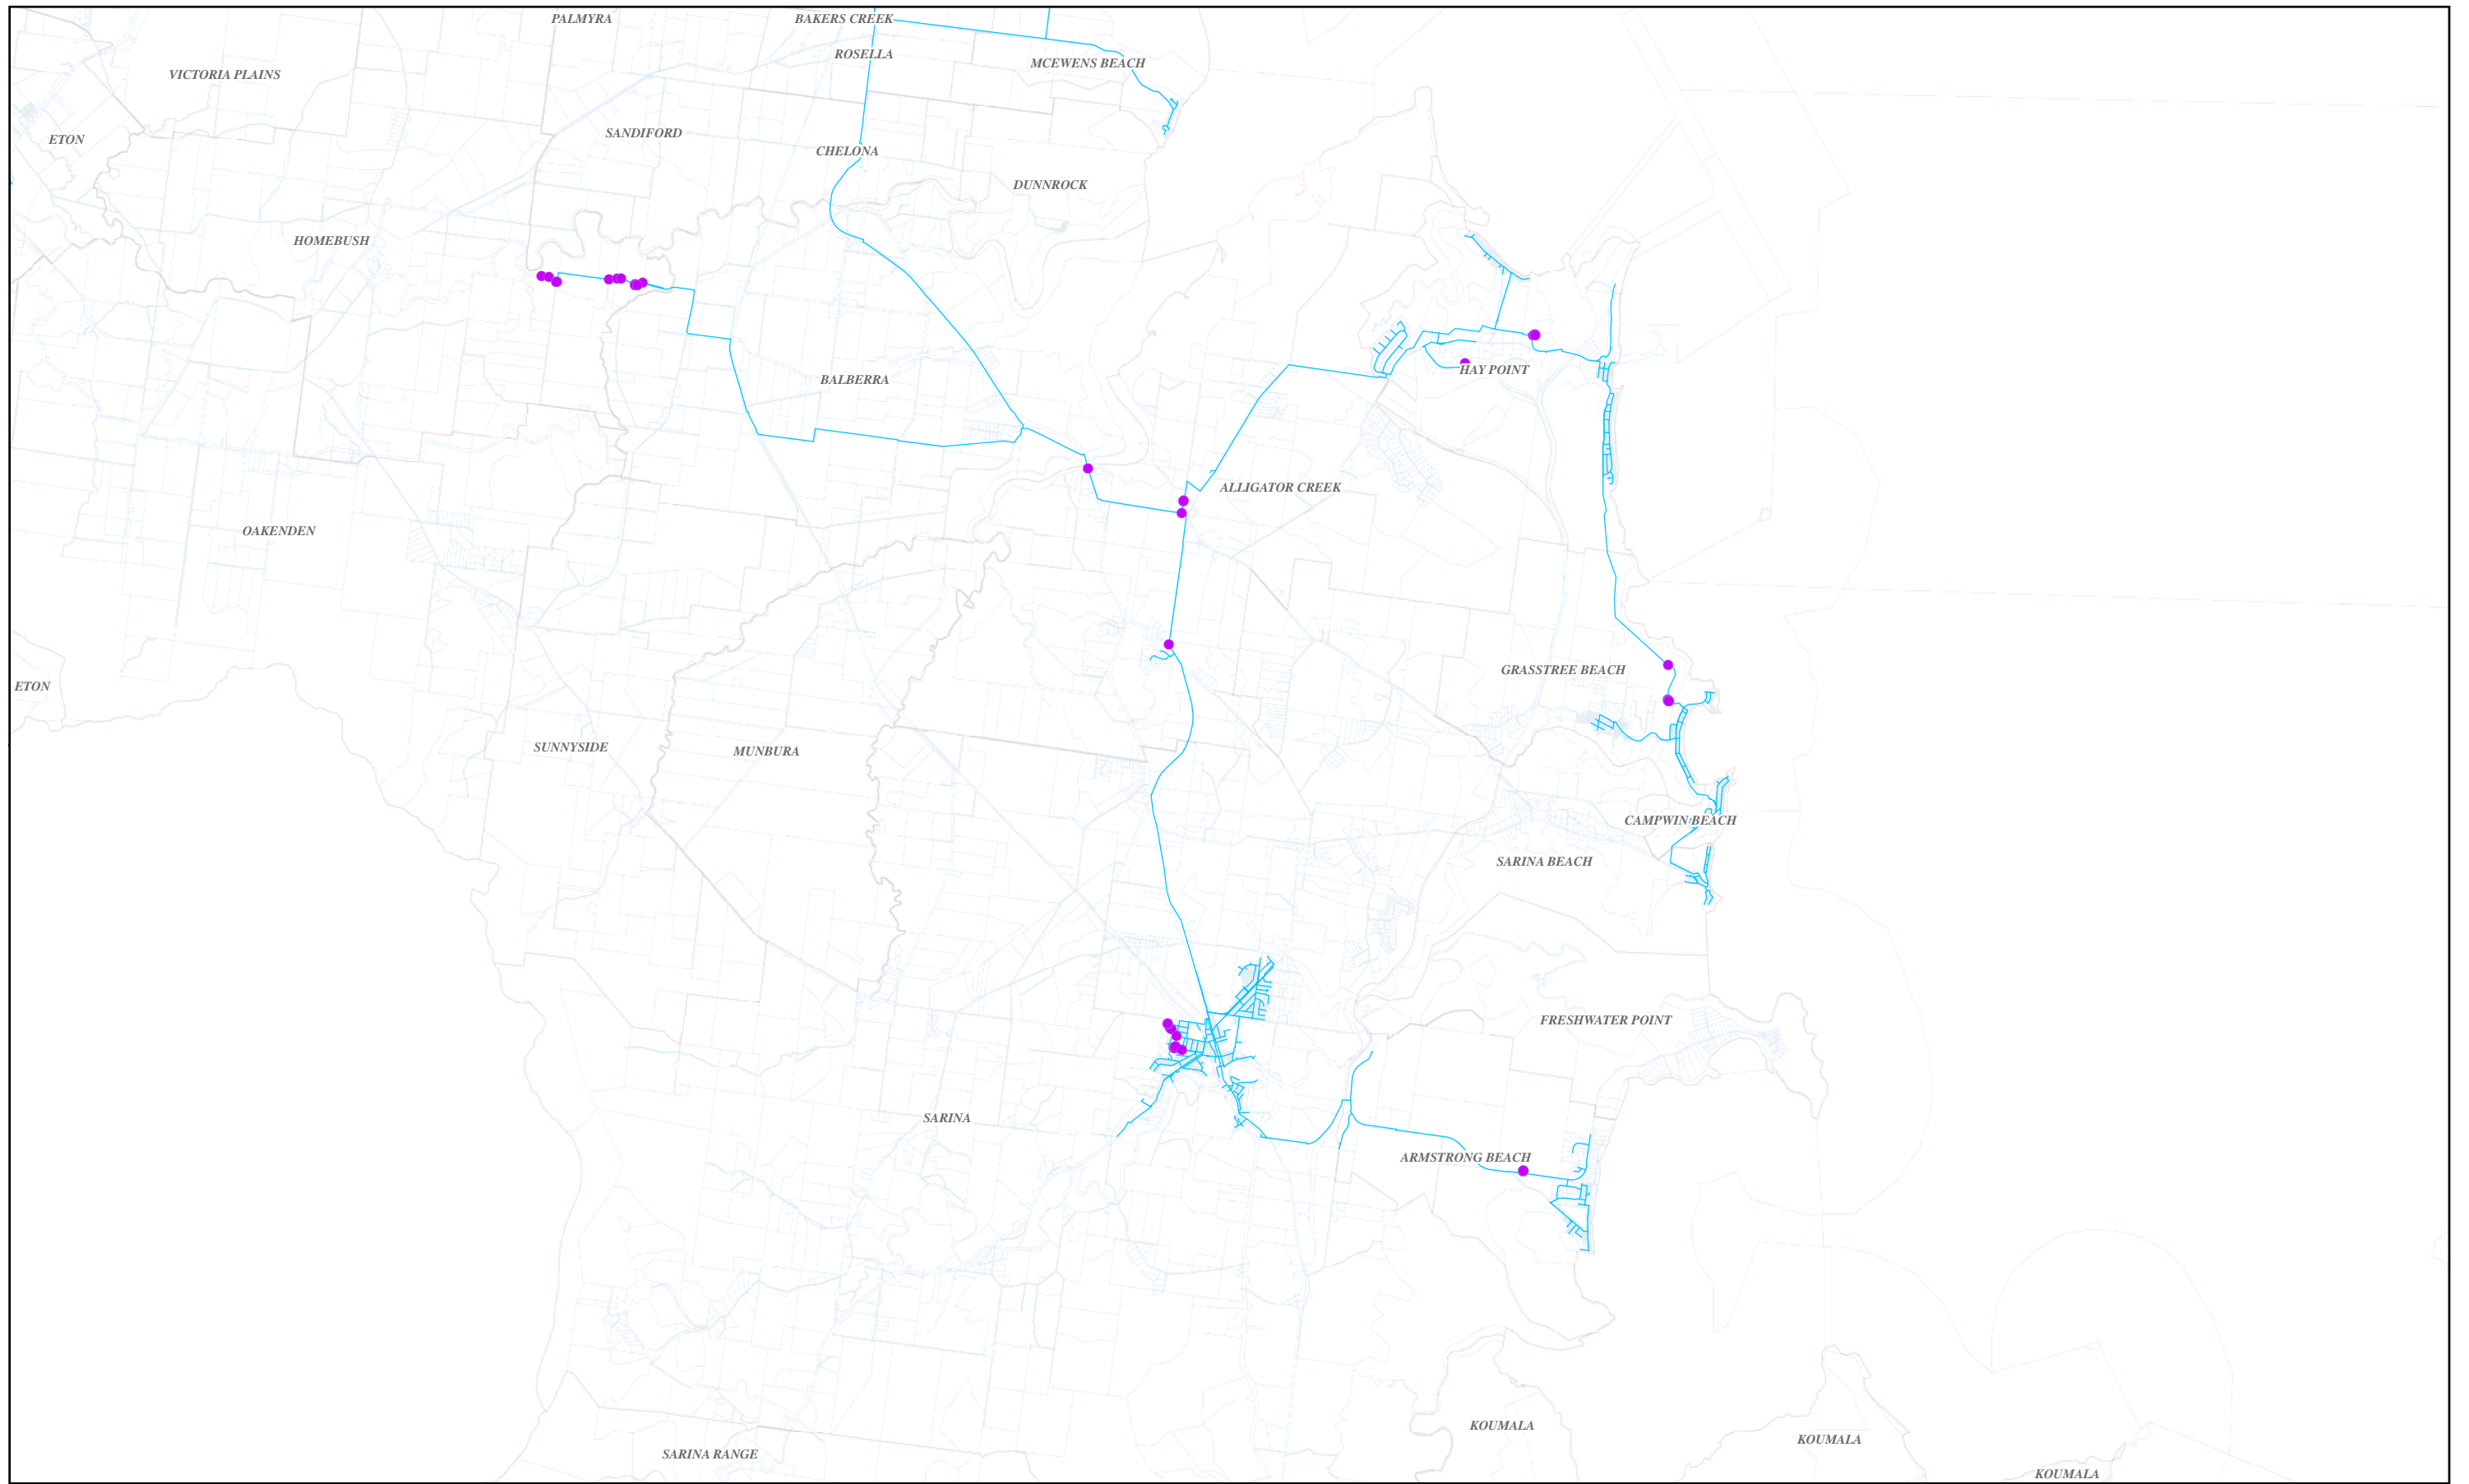 PALMYRA
BAKERS CREEK
ROSELLA
MCEWENS BEACH
VICTORIA PLAINS
SANDIFORD
ETON
CHELONA
DUNNROCK
HOMEBUSH
HAY POINT
BALBERRA
ALLIGATOR CREEK
OAKENDEN
GRASSTREE BEACH
ETON
SUNNYSIDE
MUNBURA
CAMPWIN BEACH
SARINA BEACH
FRESHWATER POINT
SARINA
ARMSTRONG BEACH
KOUMALA
KOUMALA
SARINA RANGE
KOUMALA